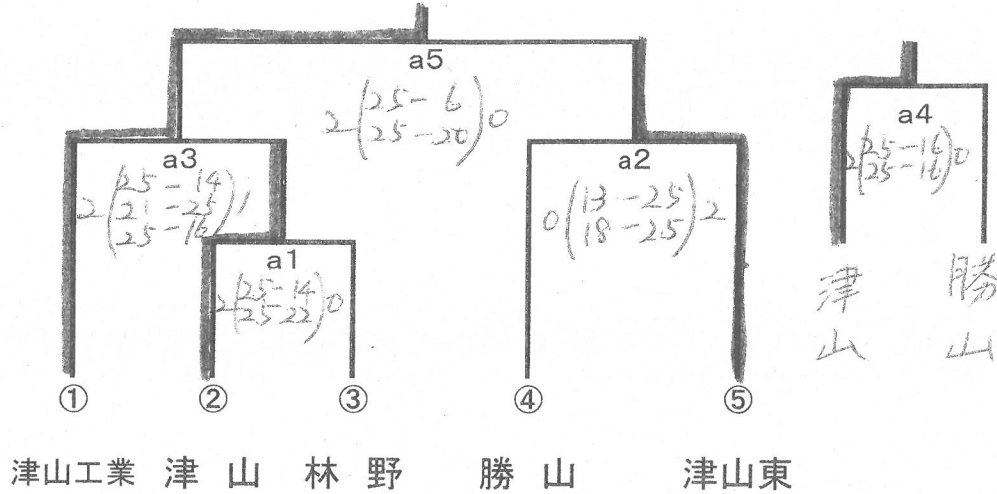 a5
2(25-6
25-20)0
a3
2(25-14
21-25
25-16)1
a2
0(13-25
18-25)2
a4
2(25-16
25-16)0
a1
2(25-14
25-22)0
津山
勝山
① ② ③ ④ ⑤
津山工業 津山 林野 勝山 津山東